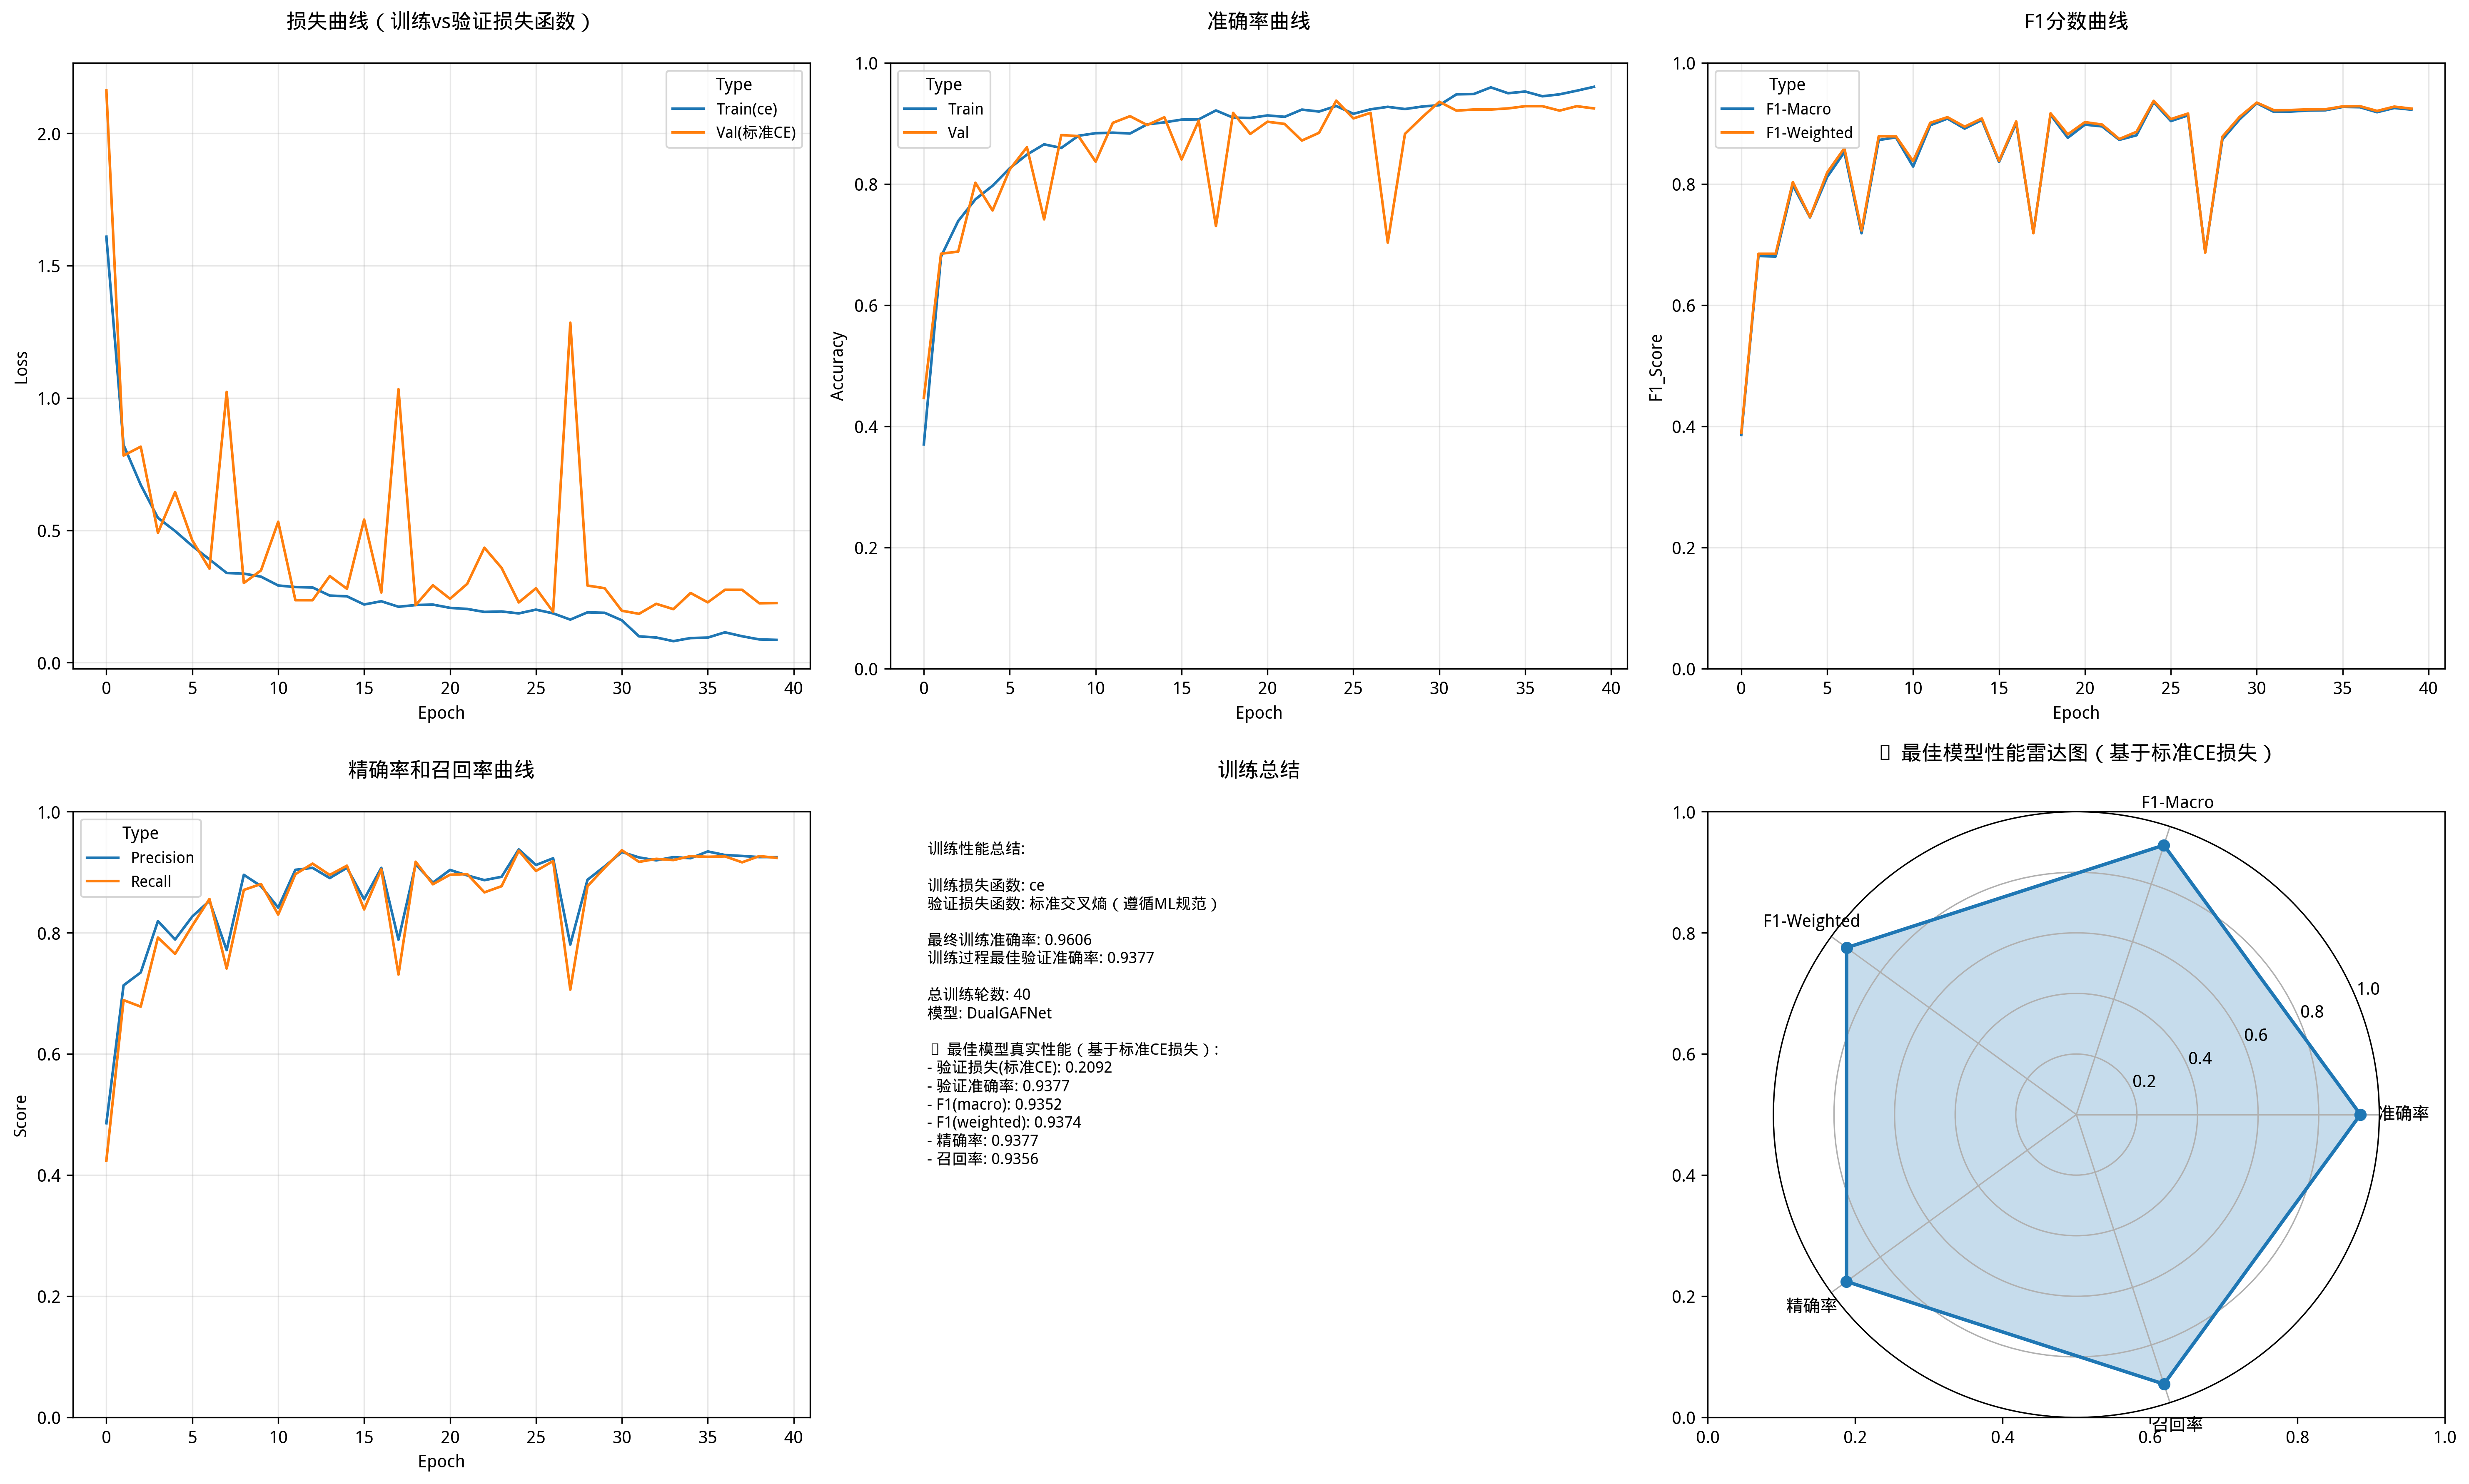 损失曲线（训练vs验证损失函数）
Type
Train(ce)
Val(标准CE)
2.0
1.5
1.0
0.5
0.0
Loss
0 5 10 15 20 25 30 35 40
Epoch
准确率曲线
Type
Train
Val
1.0
0.8
0.6
0.4
0.2
0.0
Accuracy
0 5 10 15 20 25 30 35 40
Epoch
F1分数曲线
Type
F1-Macro
F1-Weighted
1.0
0.8
0.6
0.4
0.2
0.0
F1_Score
0 5 10 15 20 25 30 35 40
Epoch
精确率和召回率曲线
Type
Precision
Recall
1.0
0.8
0.6
0.4
0.2
0.0
Score
0 5 10 15 20 25 30 35 40
Epoch
训练总结
训练性能总结:
训练损失函数: ce
验证损失函数: 标准交叉熵（遵循ML规范）
最终训练准确率: 0.9606
训练过程最佳验证准确率: 0.9377
总训练轮数: 40
模型: DualGAFNet
最佳模型真实性能（基于标准CE损失）:
- 验证损失(标准CE): 0.2092
- 验证准确率: 0.9377
- F1(macro): 0.9352
- F1(weighted): 0.9374
- 精确率: 0.9377
- 召回率: 0.9356
最佳模型性能雷达图（基于标准CE损失）
1.0
0.8
0.6
0.4
0.2
0.0
0.0 0.2 0.4 0.6 0.8 1.0
F1-Macro
F1-Weighted
准确率
精确率
召回率
1.0
0.8
0.6
0.4
0.2